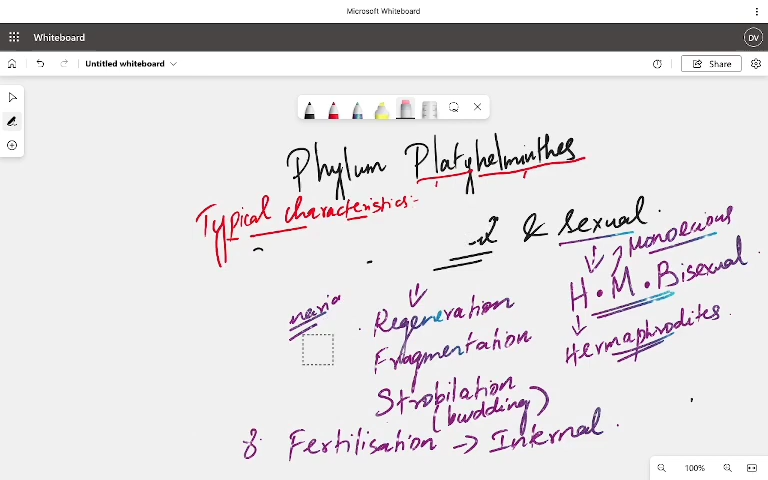 Microsoft Whiteboard
Whiteboard
DV
Untitled whiteboard
Share
Phylum Platyhelminthes
Typical characteristics:-
& sexual.
Monoecious
H.M.Bisexual.
Regeneration
Hermaphrodites.
Fragmentation
Strobilation
(budding)
8. Fertilisation → Internal.
100%